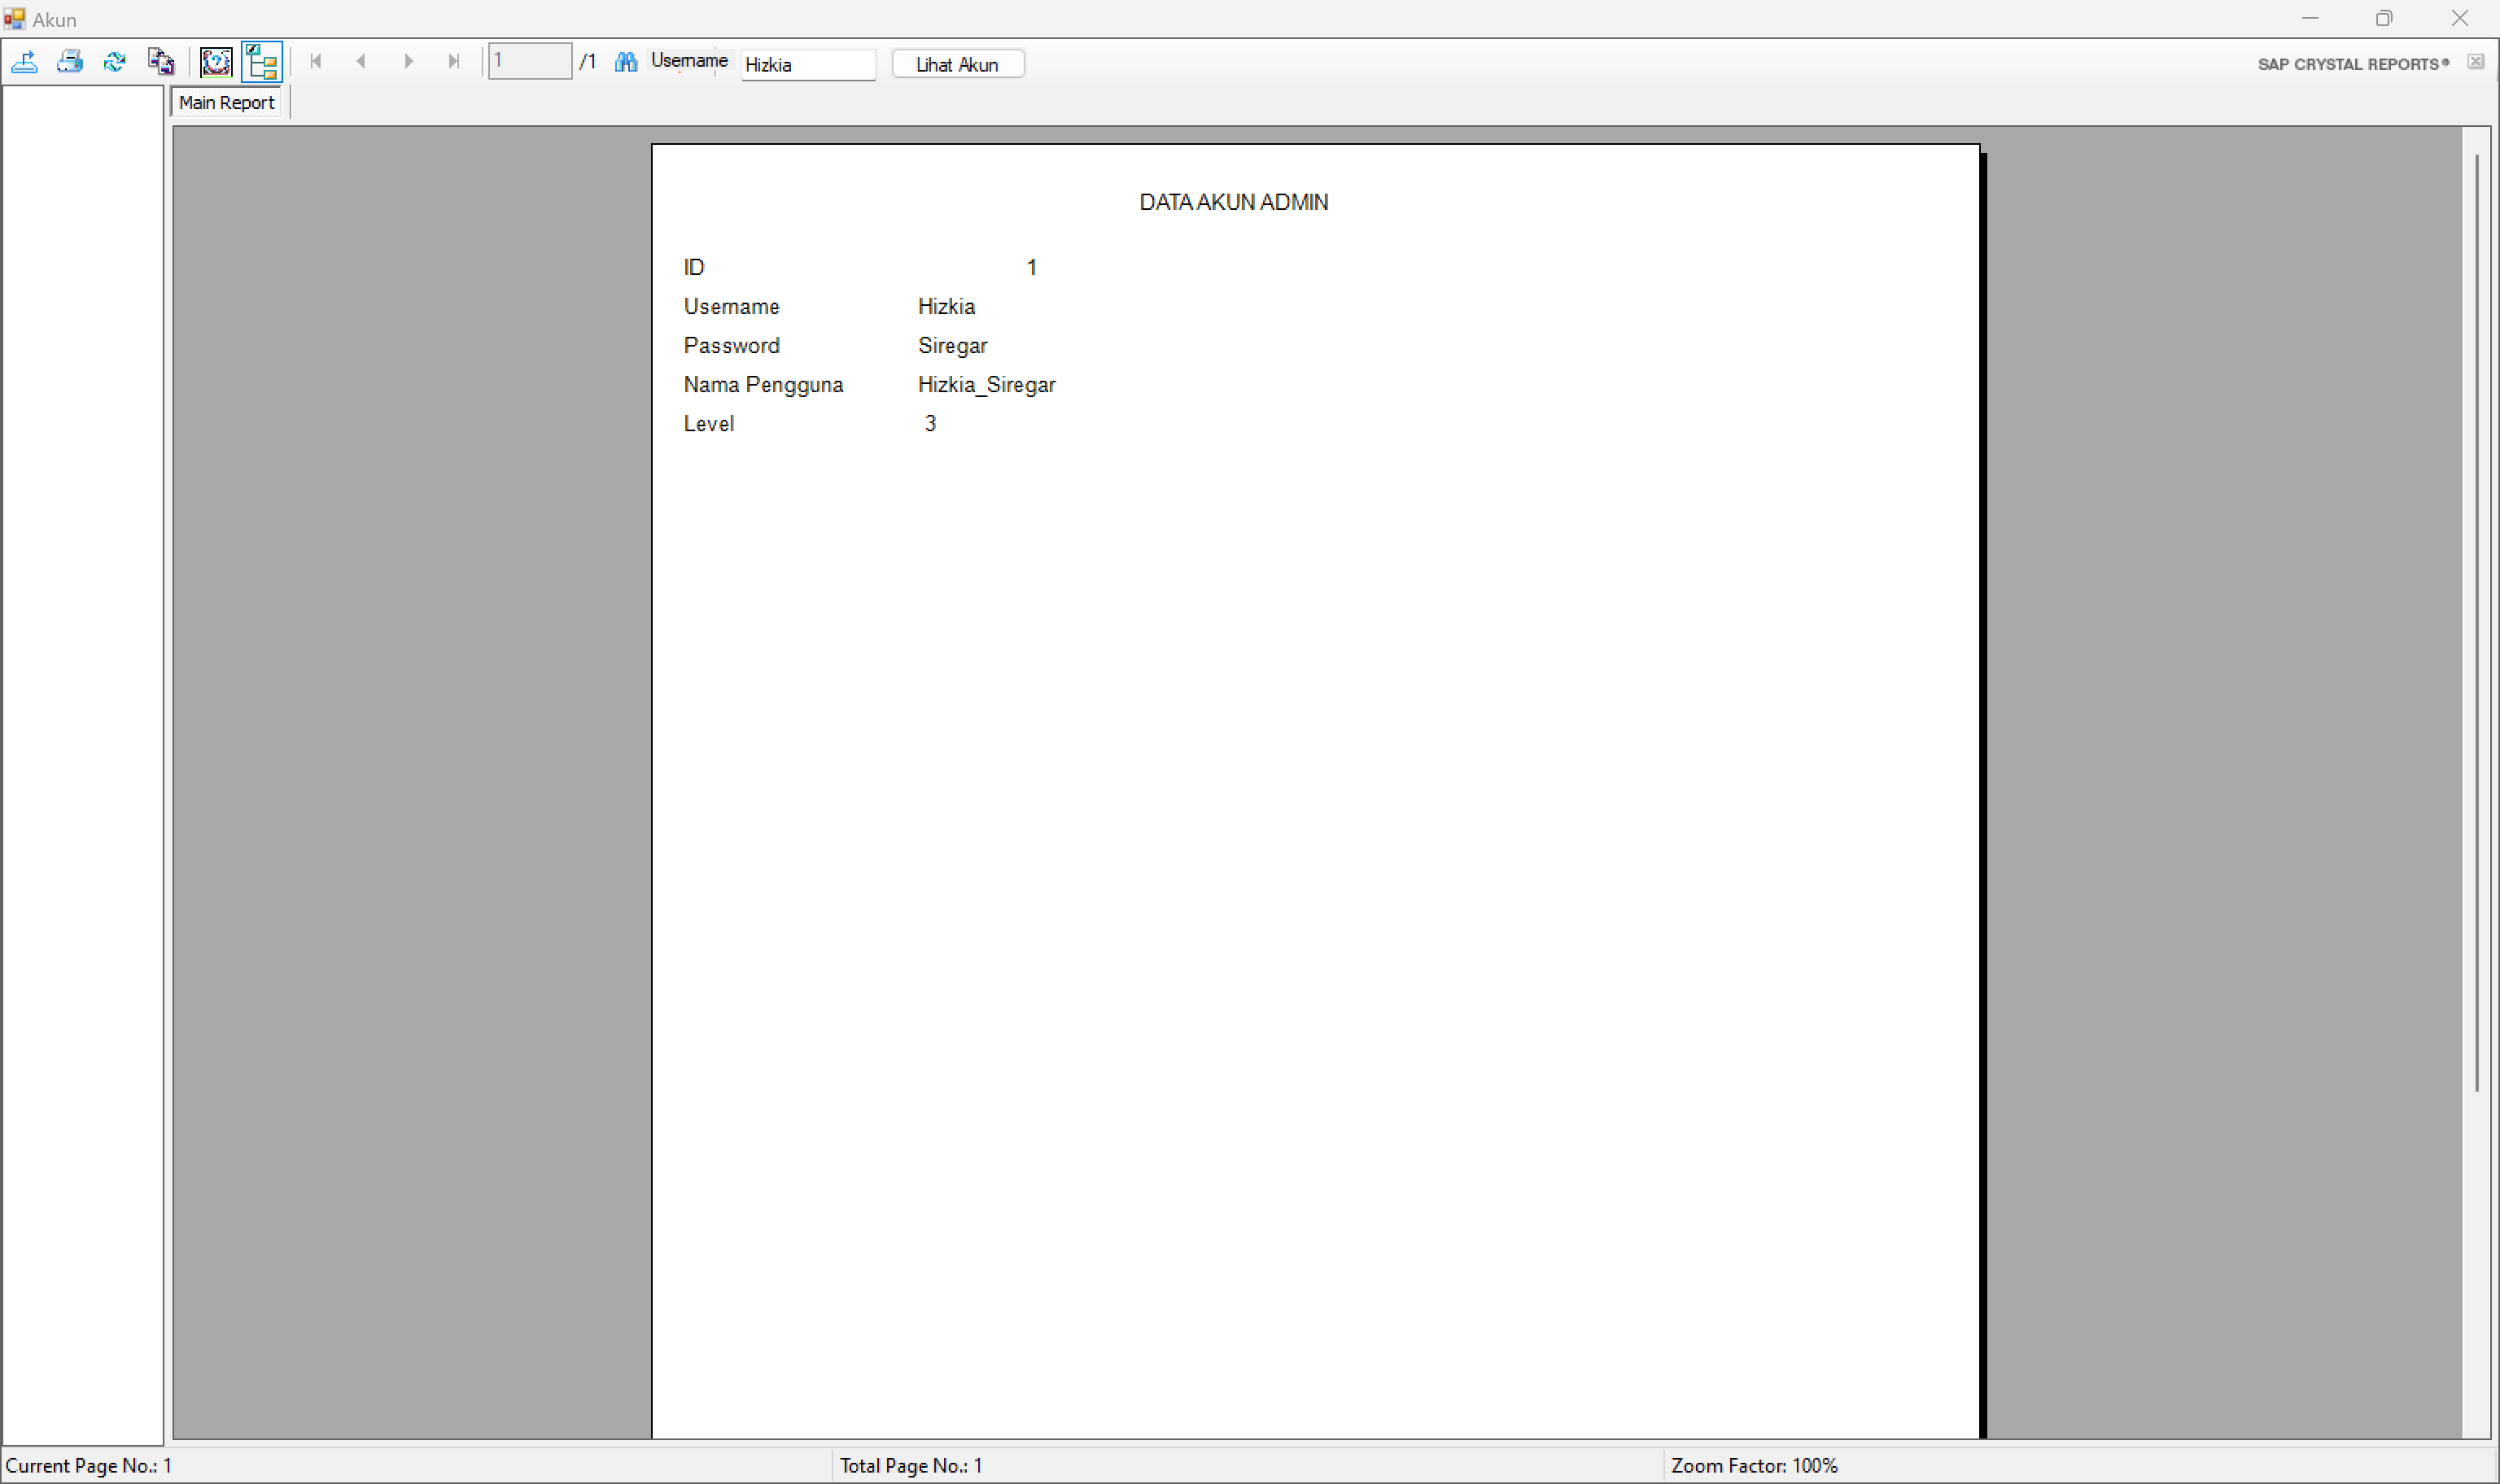 Akun
1 /1 Username Hizkia Lihat Akun SAP CRYSTAL REPORTS®
Main Report
DATA AKUN ADMIN
ID 1
Username Hizkia
Password Siregar
Nama Pengguna Hizkia_Siregar
Level 3
Current Page No.: 1 Total Page No.: 1 Zoom Factor: 100%